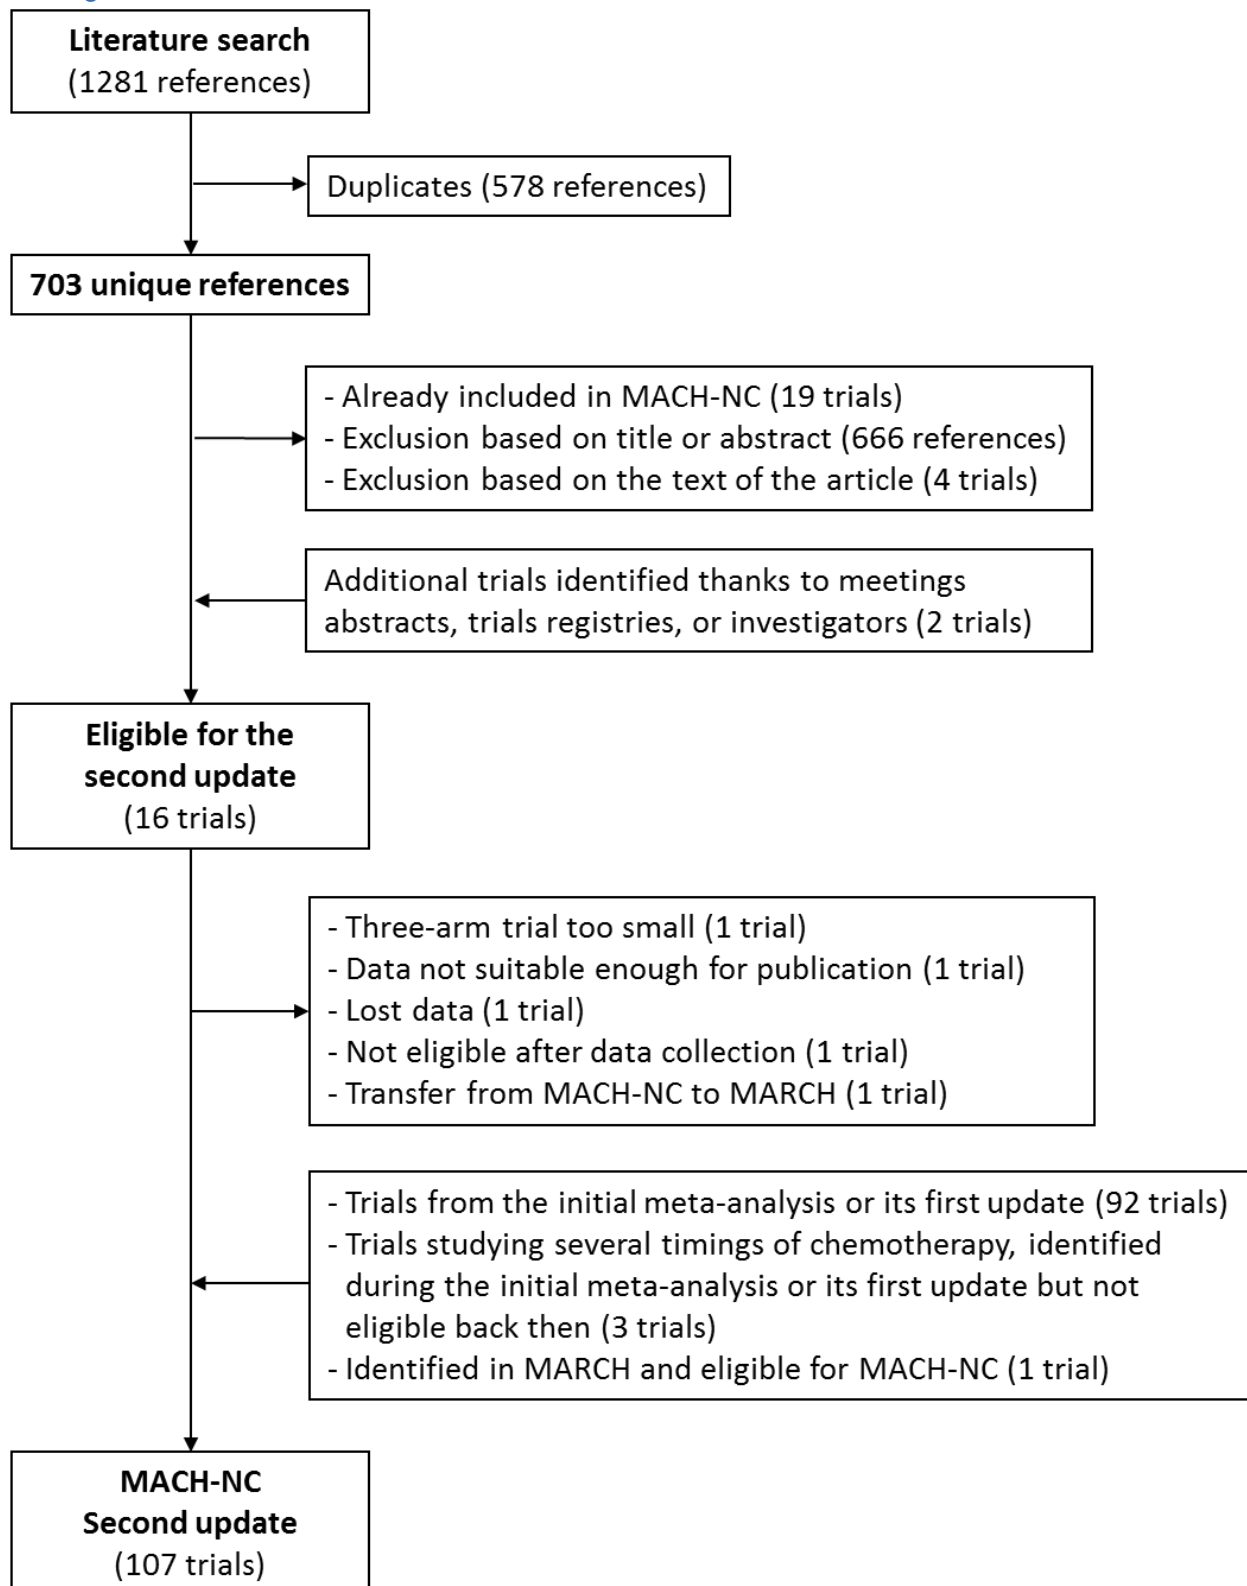 Literature search
(1281 references)
Duplicates (578 references)
703 unique references
- Already included in MACH-NC (19 trials)
- Exclusion based on title or abstract (666 references)
- Exclusion based on the text of the article (4 trials)
Additional trials identified thanks to meetings
abstracts, trials registries, or investigators (2 trials)
Eligible for the
second update
(16 trials)
- Three-arm trial too small (1 trial)
- Data not suitable enough for publication (1 trial)
- Lost data (1 trial)
- Not eligible after data collection (1 trial)
- Transfer from MACH-NC to MARCH (1 trial)
- Trials from the initial meta-analysis or its first update (92 trials)
- Trials studying several timings of chemotherapy, identified
during the initial meta-analysis or its first update but not
eligible back then (3 trials)
- Identified in MARCH and eligible for MACH-NC (1 trial)
MACH-NC
Second update
(107 trials)